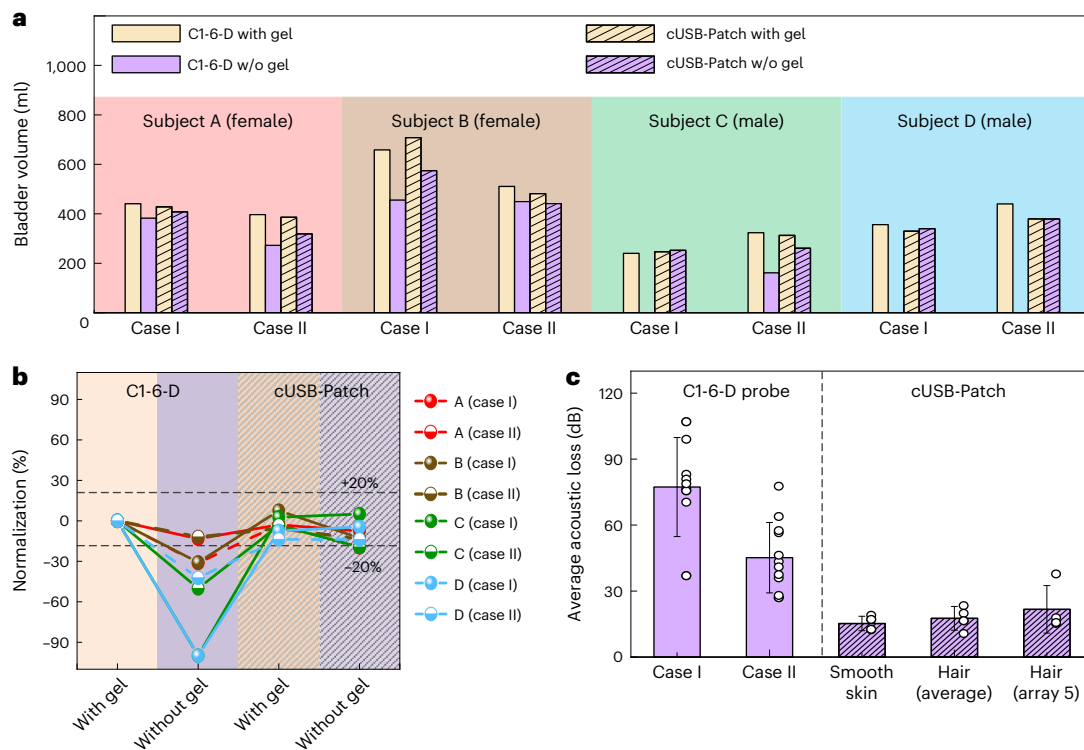 a
C1-6-D with gel
cUSB-Patch with gel
C1-6-D w/o gel
cUSB-Patch w/o gel
Bladder volume (ml)
1,000
800
600
400
200
0
Subject A (female)
Subject B (female)
Subject C (male)
Subject D (male)
Case I
Case II
Case I
Case II
Case I
Case II
Case I
Case II
b
C1-6-D
cUSB-Patch
Normalization (%)
90
30
0
−30
−60
−90
+20%
−20%
With gel
Without gel
With gel
Without gel
A (case I)
A (case II)
B (case I)
B (case II)
C (case I)
C (case II)
D (case I)
D (case II)
c
C1-6-D probe
cUSB-Patch
Average acoustic loss (dB)
120
90
60
30
0
Case I
Case II
Smooth
skin
Hair
(average)
Hair
(array 5)